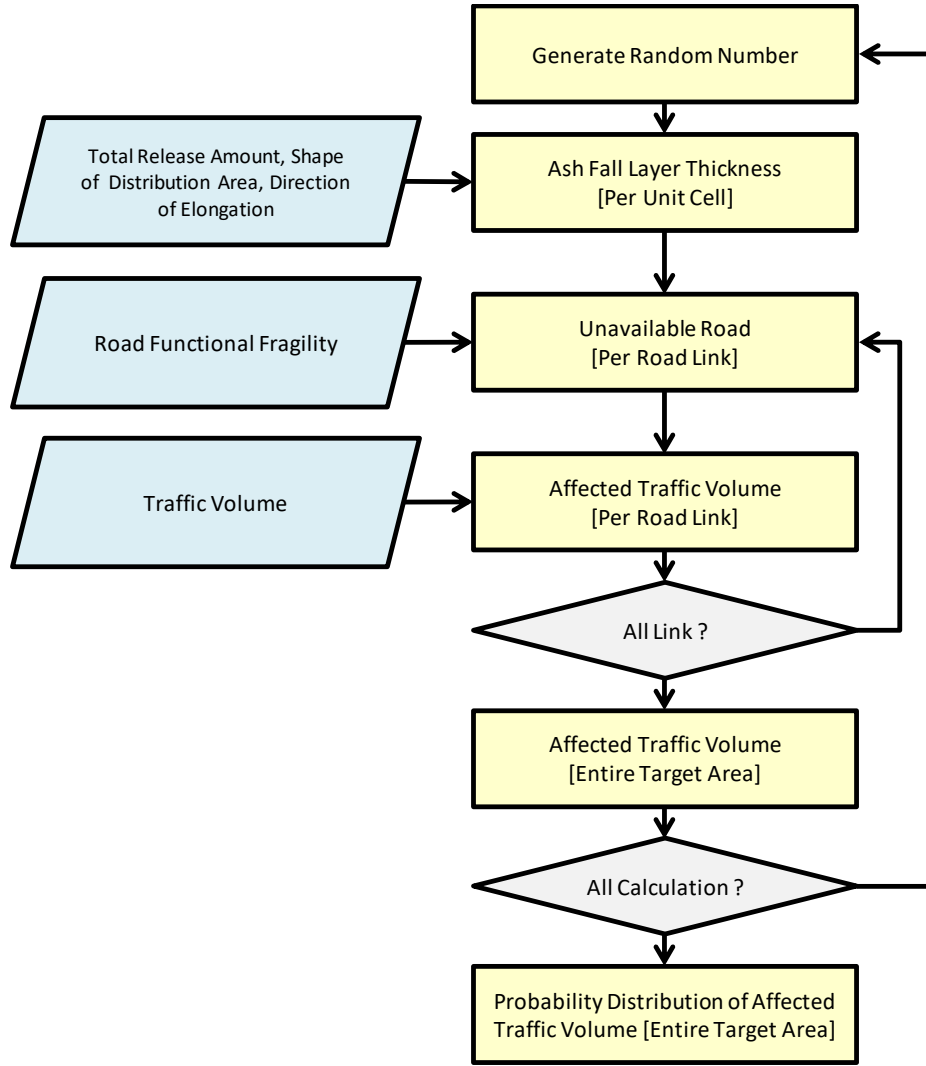 Generate Random Number
Total Release Amount, Shape
of Distribution Area, Direction
of Elongation
Ash Fall Layer Thickness
[Per Unit Cell]
Road Functional Fragility
Unavailable Road
[Per Road Link]
Traffic Volume
Affected Traffic Volume
[Per Road Link]
All Link ?
Affected Traffic Volume
[Entire Target Area]
All Calculation ?
Probability Distribution of Affected
Traffic Volume [Entire Target Area]